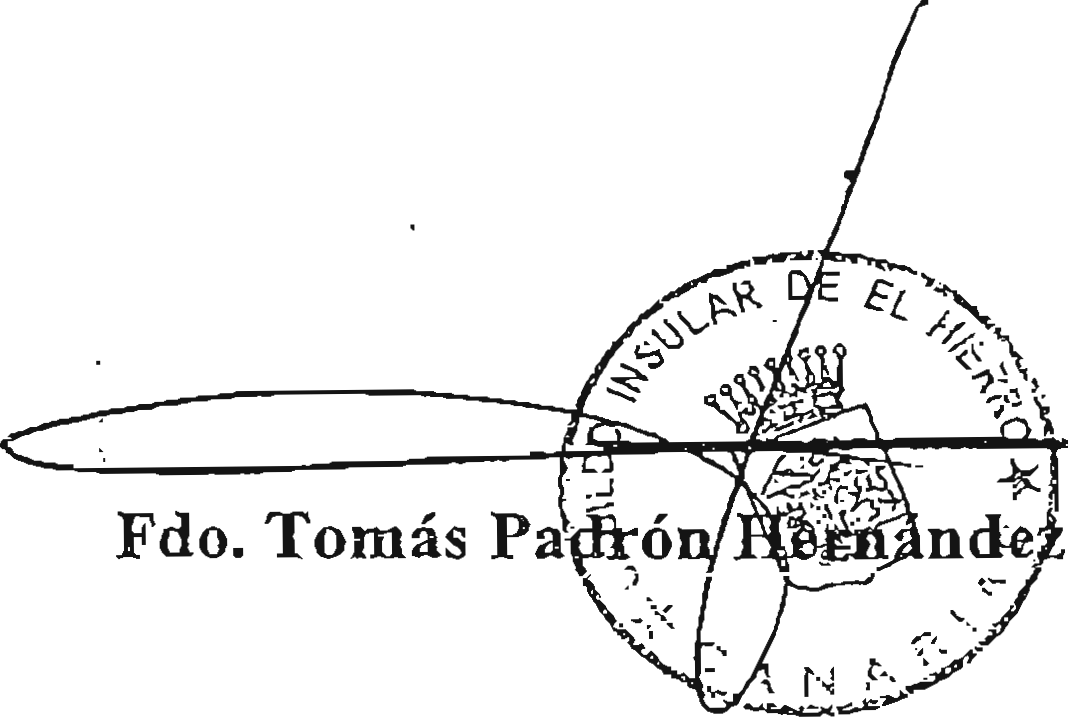 INSULAR DE EL HIERRO
CANARIAS
Fdo. Tomás Padrón Hernández